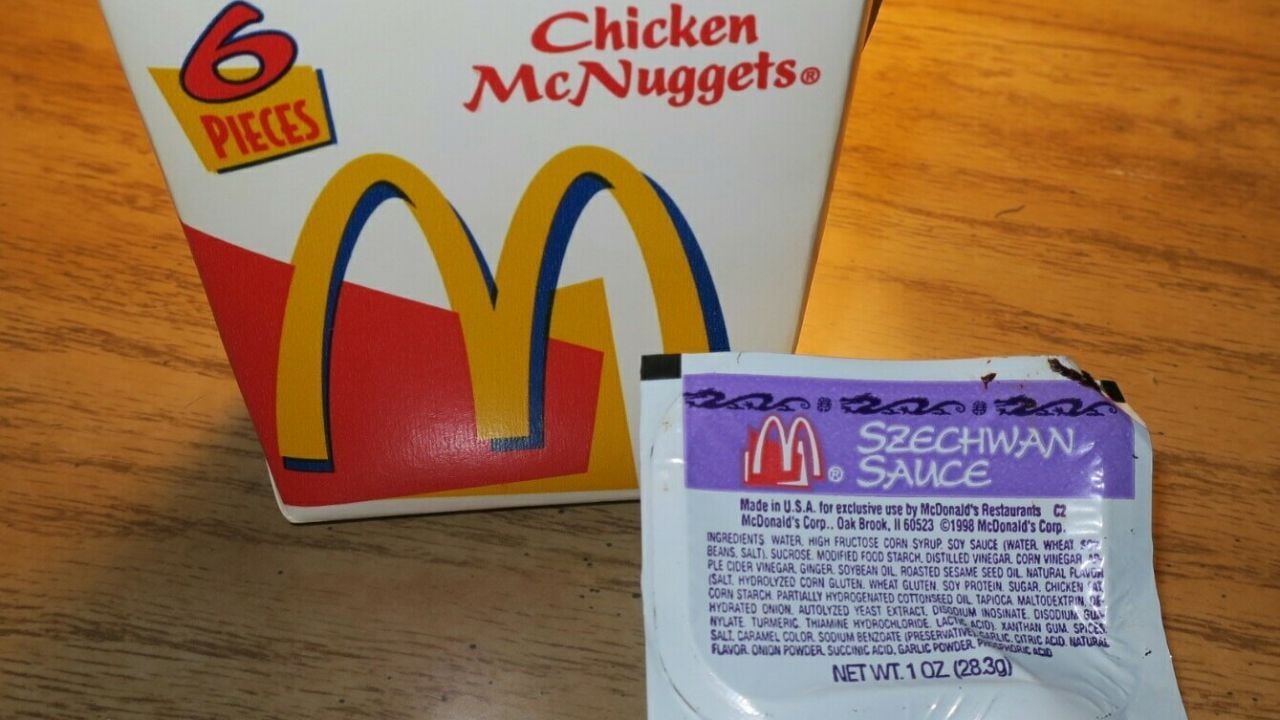 6
PIECES
Chicken
McNuggets®
SZECHWAN
SAUCE
®
Made in U.S.A. for exclusive use by McDonald's Restaurants C2
McDonald's Corp., Oak Brook, Il 60523 ©1998 McDonald's Corp.
INGREDIENTS WATER, HIGH FRUCTOSE CORN SYRUP, SOY SAUCE (WATER, WHEAT, SOY
BEANS, SALT), SUCROSE, MODIFIED FOOD STARCH, DISTILLED VINEGAR, CORN VINEGAR, AP-
PLE CIDER VINEGAR, GINGER, SOYBEAN OIL, ROASTED SESAME SEED OIL, NATURAL FLAVOR
(SALT, HYDROLYZED CORN GLUTEN, WHEAT GLUTEN, SOY PROTEIN, SUGAR, CHICKEN FAT,
CORN STARCH, PARTIALLY HYDROGENATED COTTONSEED OIL, TAPIOCA, MALTODEXTRIN, DE-
HYDRATED ONION, AUTOLYZED YEAST EXTRACT, DISODIUM INOSINATE, DISODIUM GUA-
NYLATE, TURMERIC, THIAMINE HYDROCHLORIDE, LACTIC ACID), XANTHAN GUM, SPICES,
SALT, CARAMEL COLOR, SODIUM BENZOATE (PRESERVATIVE), GARLIC, CITRIC ACID, NATURAL
FLAVOR, ONION POWDER, SUCCINIC ACID, GARLIC POWDER, PHOSPHORIC ACID
NET WT. 1 OZ. (28.3g)